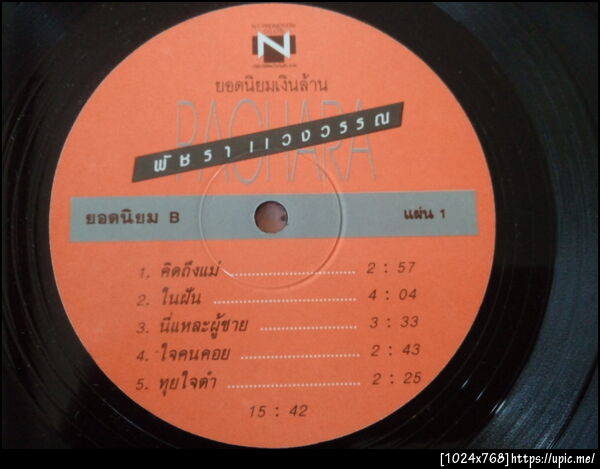 N
ยอดนิยมเงินล้าน
PACHARA
พัชราแวงวรรณ
ยอดนิยม B
แผ่น 1
1. คิดถึงแม่ 2 : 57
2. ในฝัน 4 : 04
3. นี่แหละผู้ชาย 3 : 33
4. ใจคนคอย 2 : 43
5. ทุยใจดำ 2 : 25
15 : 42
[1024x768]https://upic.me/